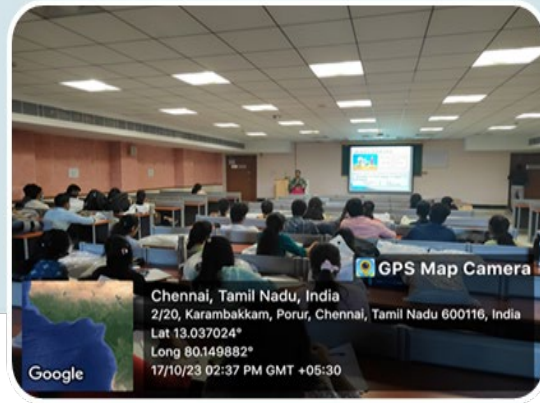 GPS Map Camera
Chennai, Tamil Nadu, India
2/20, Karambakkam, Porur, Chennai, Tamil Nadu 600116, India
Lat 13.037024°
Long 80.149882°
17/10/23 02:37 PM GMT +05:30
Google